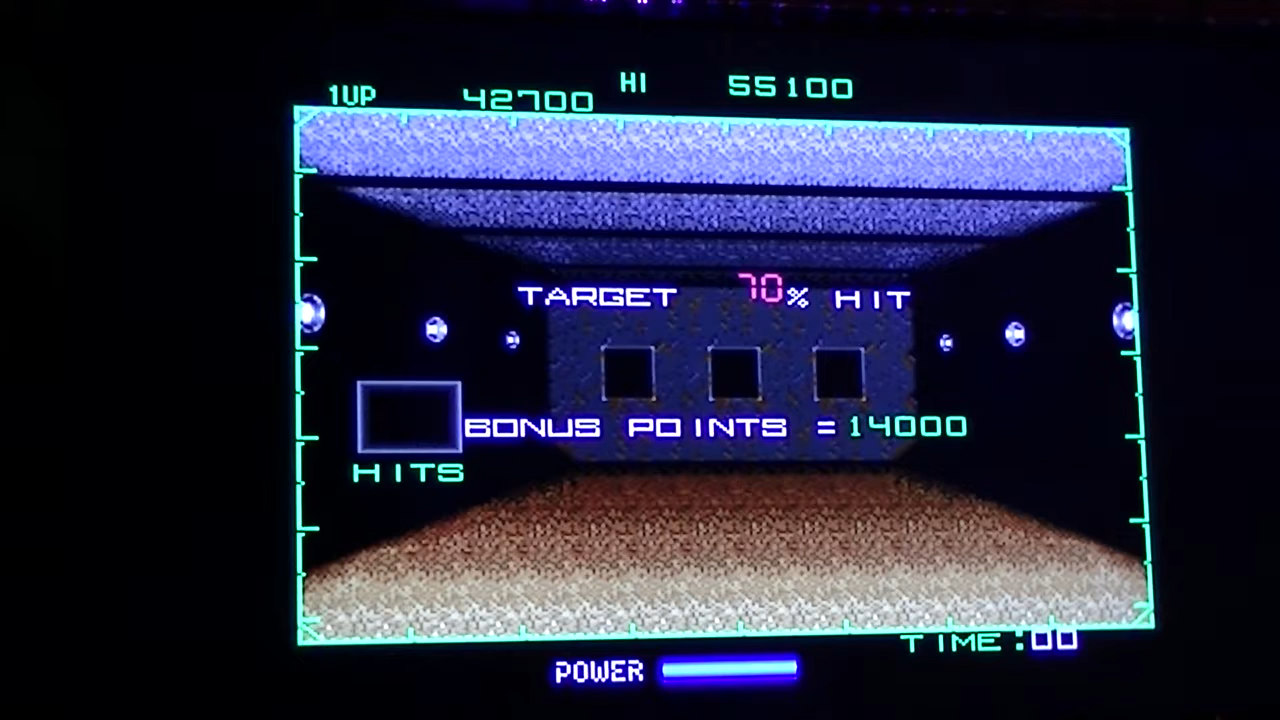 1UP 42700 HI 55100
TARGET 70% HIT
BONUS POINTS =14000
HITS
TIME:00
POWER